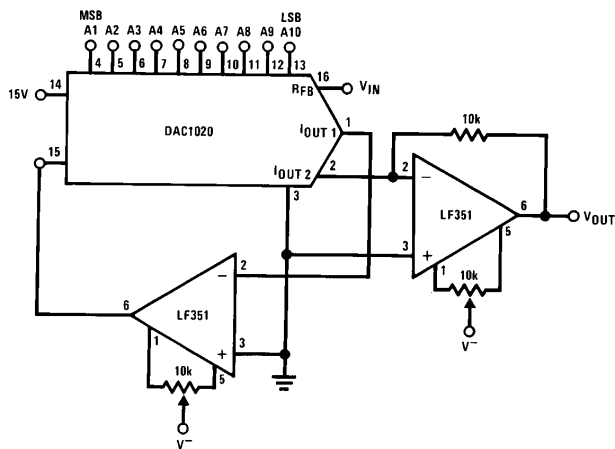 MSB LSB
A1 A2 A3 A4 A5 A6 A7 A8 A9 A10
4 5 6 7 8 9 10 11 12 13
15V 14 RFB 16 VIN
DAC1020
IOUT 1 1
15 IOUT 2 2
3
10k
2 −
LF351 6 VOUT
3 + 5
1
10k
V−
2 −
6 LF351
1 3 +
10k 5
V−